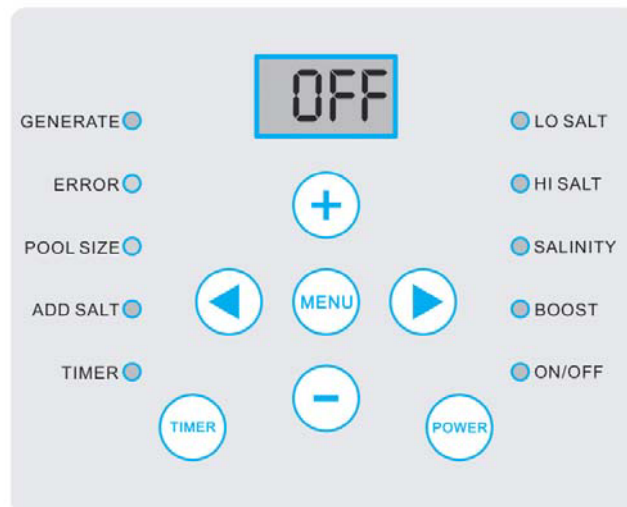 OFF
GENERATE
LO SALT
ERROR
HI SALT
+
POOL SIZE
SALINITY
ADD SALT
MENU
BOOST
TIMER
−
ON/OFF
TIMER
POWER